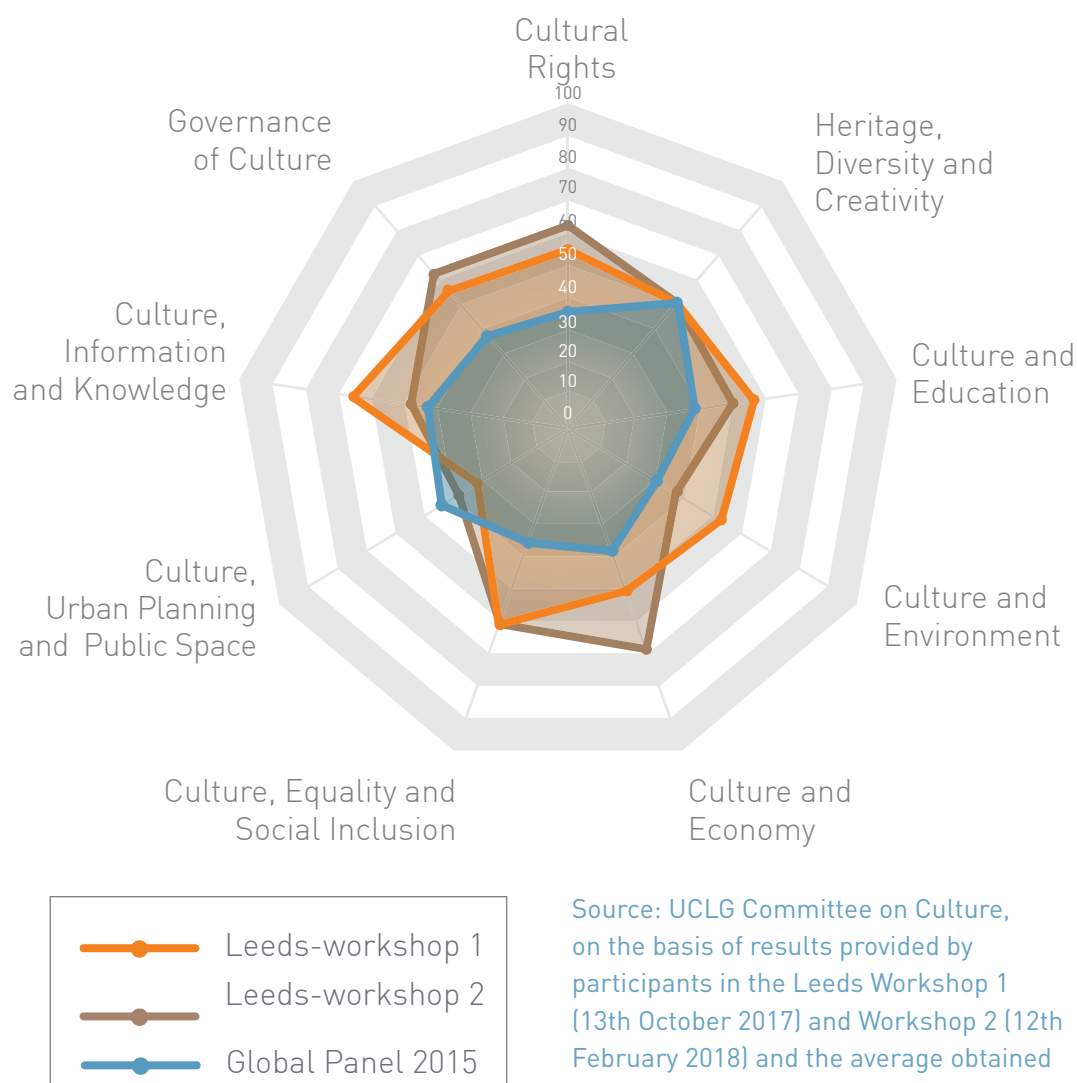 Cultural
Rights
100
90
80
70
60
50
40
30
20
10
0
Governance
of Culture
Heritage,
Diversity and
Creativity
Culture,
Information
and Knowledge
Culture and
Education
Culture,
Urban Planning
and Public Space
Culture and
Environment
Culture, Equality and
Social Inclusion
Culture and
Economy
Leeds-workshop 1
Leeds-workshop 2
Global Panel 2015
Source: UCLG Committee on Culture,
on the basis of results provided by
participants in the Leeds Workshop 1
(13th October 2017) and Workshop 2 (12th
February 2018) and the average obtained